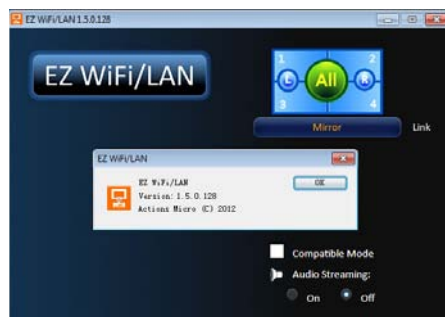 EZ WiFi/LAN 1.5.0.128
EZ WiFi/LAN
1 2
L All R
3 4
Mirror Link
EZ WiFi/LAN
OK
EZ WiFi/LAN
Version: 1.5.0.128
Actions Micro (C) 2012
Compatible Mode
Audio Streaming:
On Off